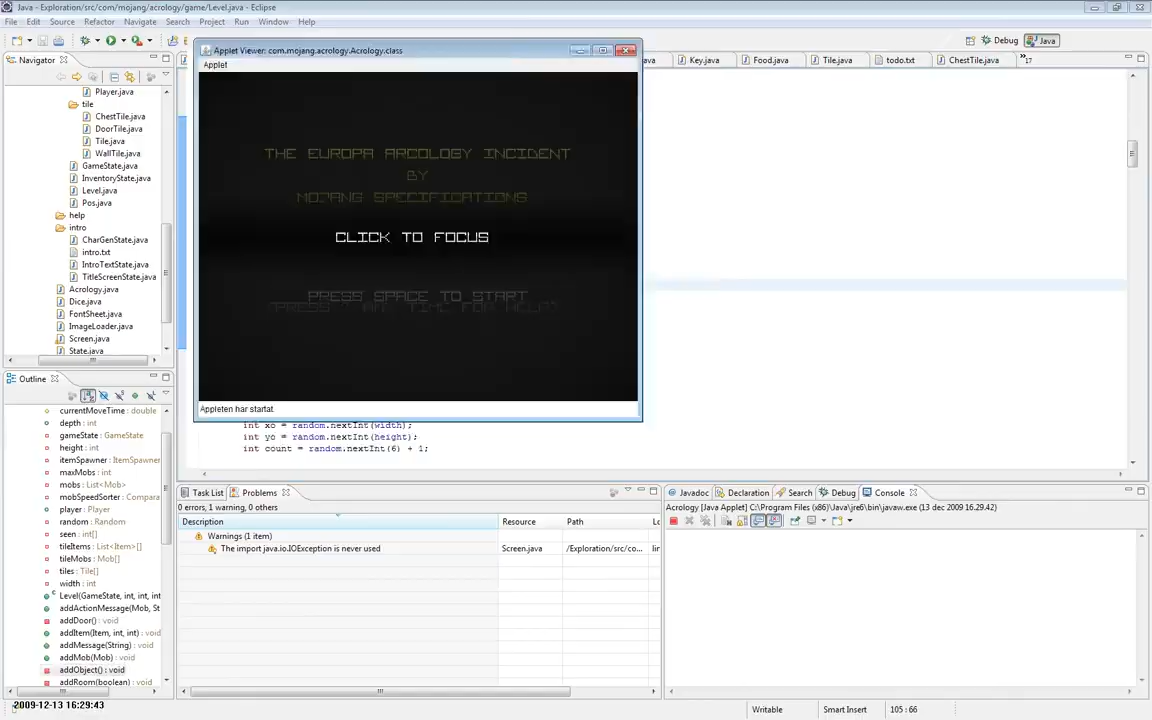 Java - Exploration/src/com/mojang/acrology/game/Level.java - Eclipse
File Edit Source Refactor Navigate Search Project Run Window Help
Debug Java
Navigator
Applet Viewer: com.mojang.acrology.Acrology.class
Applet
ava Key.java Food.java Tile.java todo.txt ChestTile.java 17
Player.java
tile
ChestTile.java
DoorTile.java
Tile.java
WallTile.java
GameState.java
InventoryState.java
Level.java
Pos.java
help
intro
CharGenState.java
intro.txt
IntroTextState.java
TitleScreenState.java
Acrology.java
Dice.java
FontSheet.java
ImageLoader.java
Screen.java
State.java
THE EUROPA ARCOLOGY INCIDENT
BY
MOJANG SPECIFICATIONS
CLICK TO FOCUS
PRESS SPACE TO START
TIME FOR HELP)
Appleten har startat.
int xo = random.nextInt(width);
int yo = random.nextInt(height);
int count = random.nextInt(6) + 1;
Outline
currentMoveTime : double
depth : int
gameState : GameState
height : int
itemSpawner : ItemSpawner
maxMobs : int
mobs : List<Mob>
mobSpeedSorter : Compara
player : Player
random : Random
seen : int[]
tileItems : List<Item>[]
tileMobs : Mob[]
tiles : Tile[]
width : int
Level(GameState, int, int, int
addActionMessage(Mob, St
addDoor() : void
addItem(Item, int, int) : void
addMessage(String) : void
addMob(Mob) : void
addObject() : void
addRoom(boolean) : void
Task List Problems
0 errors, 1 warning, 0 others
Description Resource Path Lo
Warnings (1 item)
The import java.io.IOException is never used Screen.java /Exploration/src/co... lin
Javadoc Declaration Search Debug Console
Acrology [Java Applet] C:\Program Files (x86)\Java\jre6\bin\javaw.exe (13 dec 2009 16.29.42)
2009-12-13 16:29:43
Writable Smart Insert 105 : 66